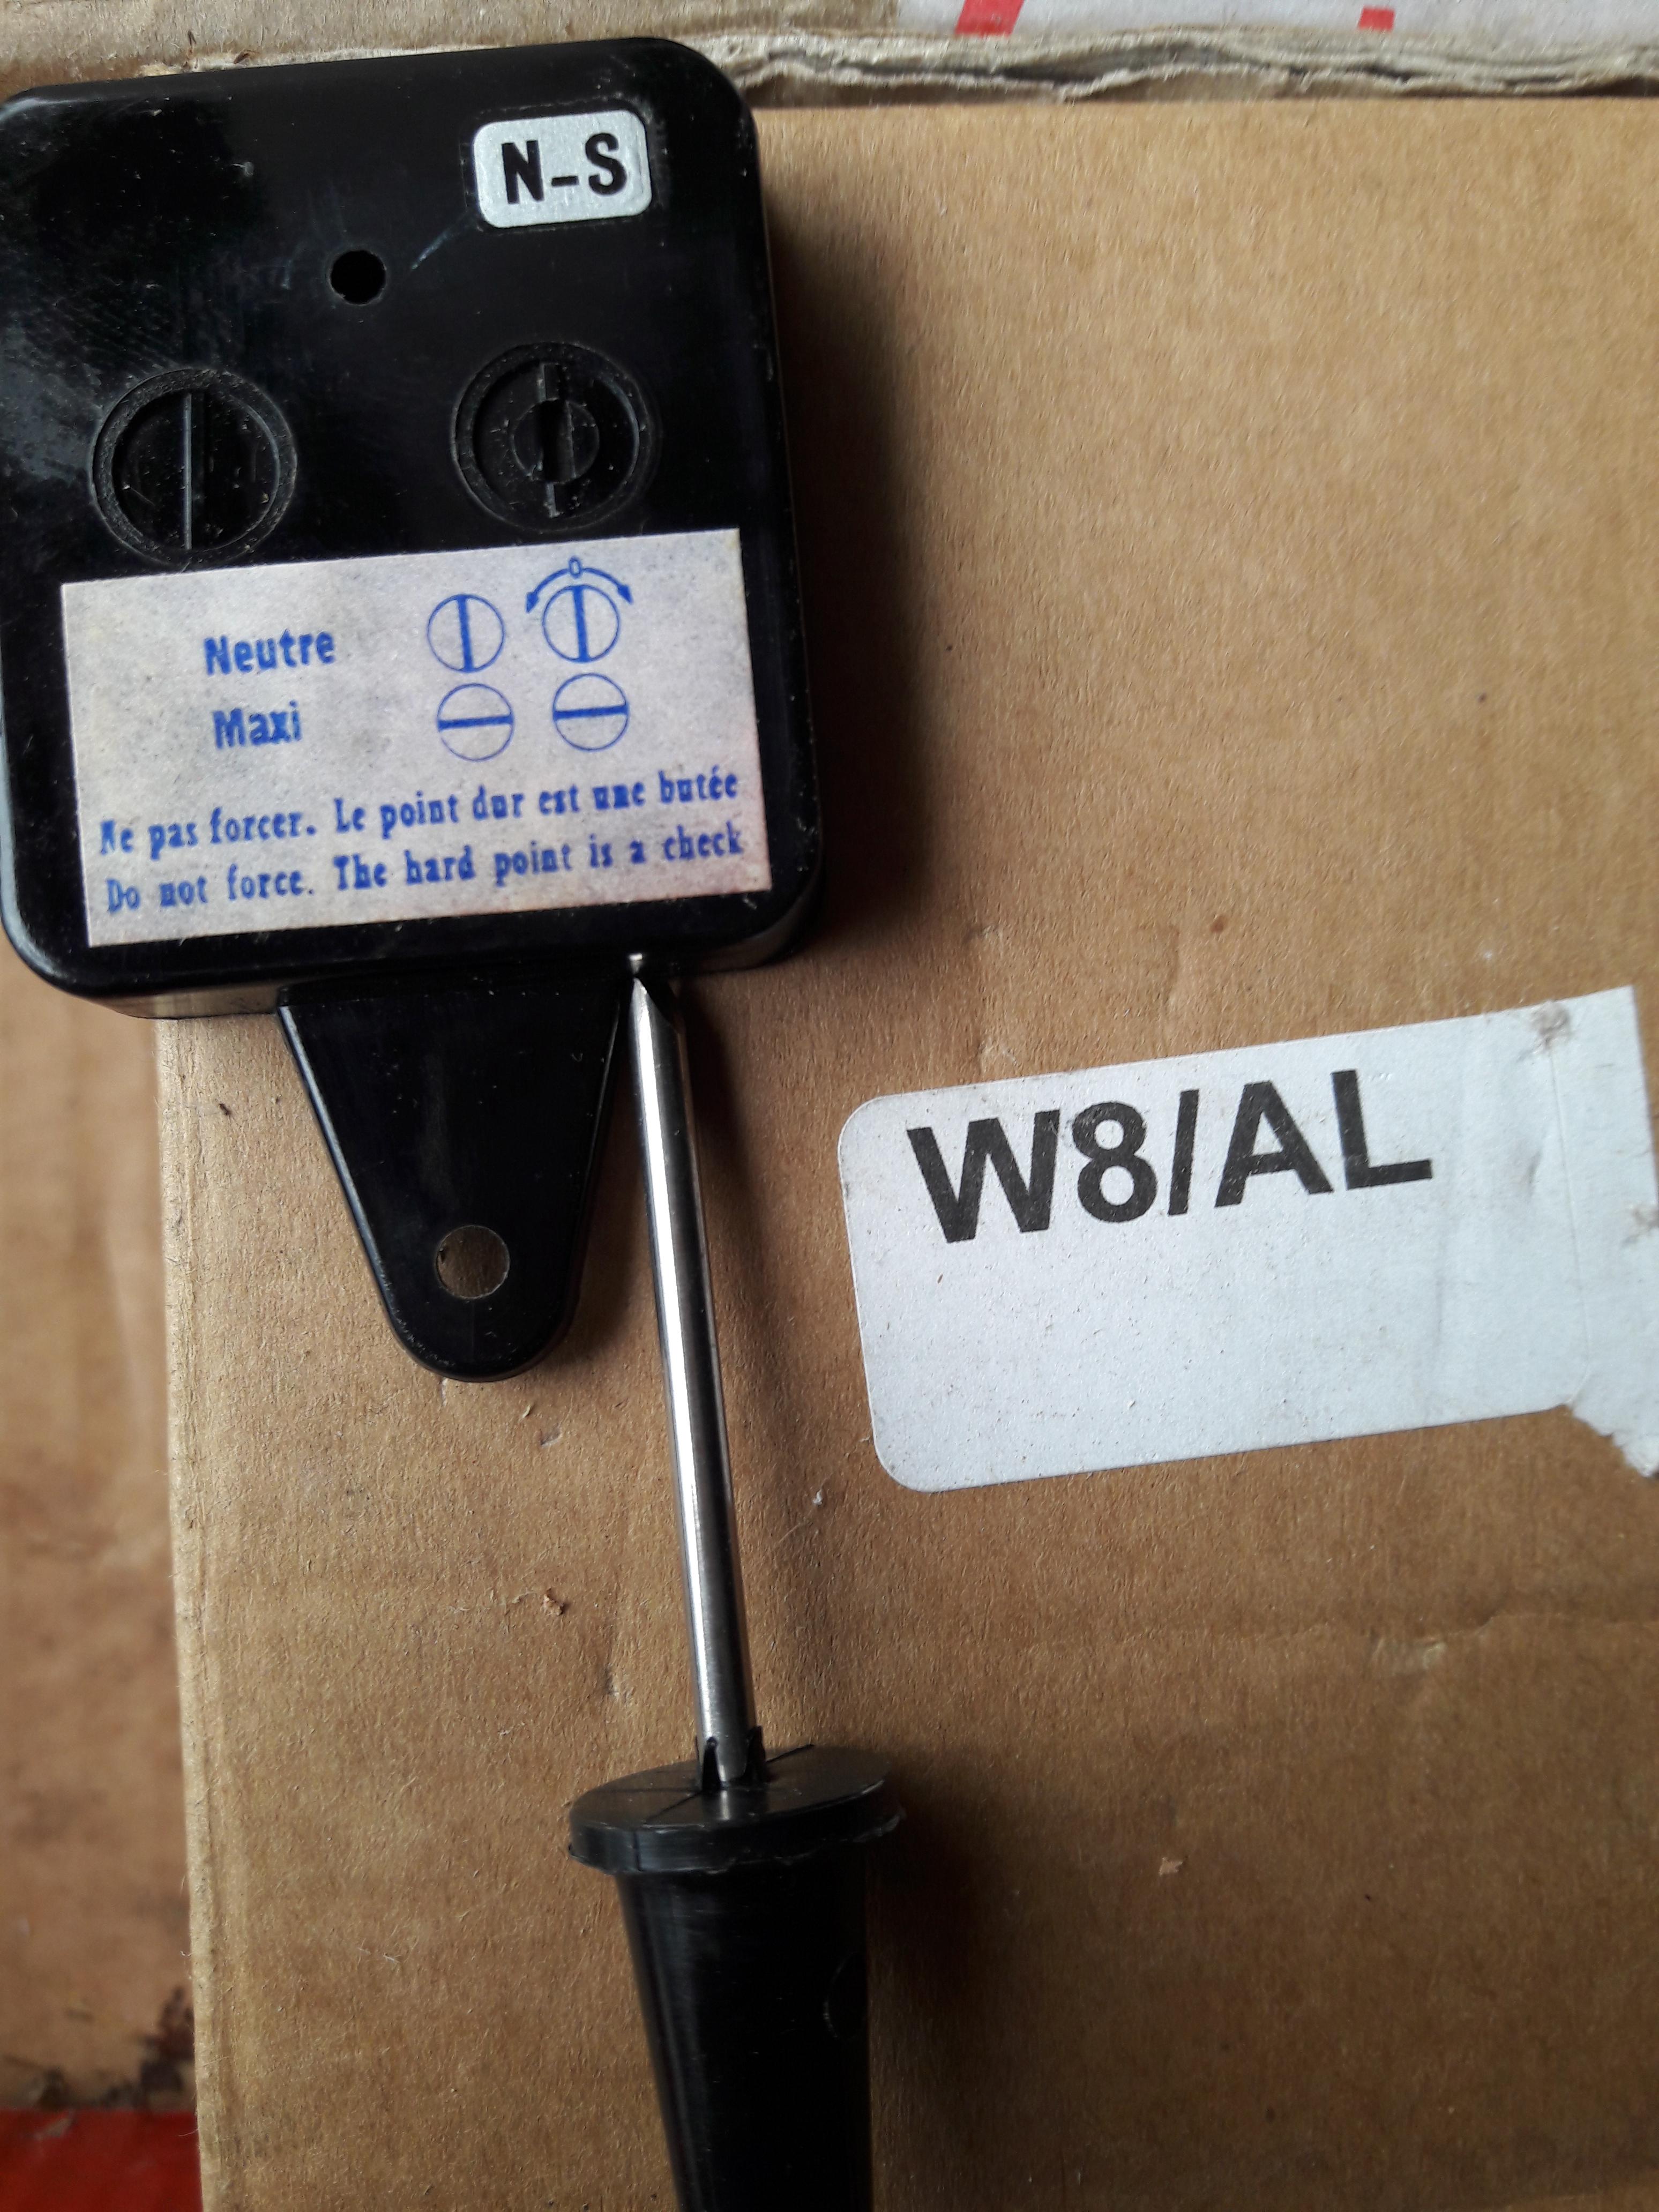 N-S
O
Neutre
Maxi
Ne pas forcer. Le point dur est une butée
Do not force. The hard point is a check
W8/AL